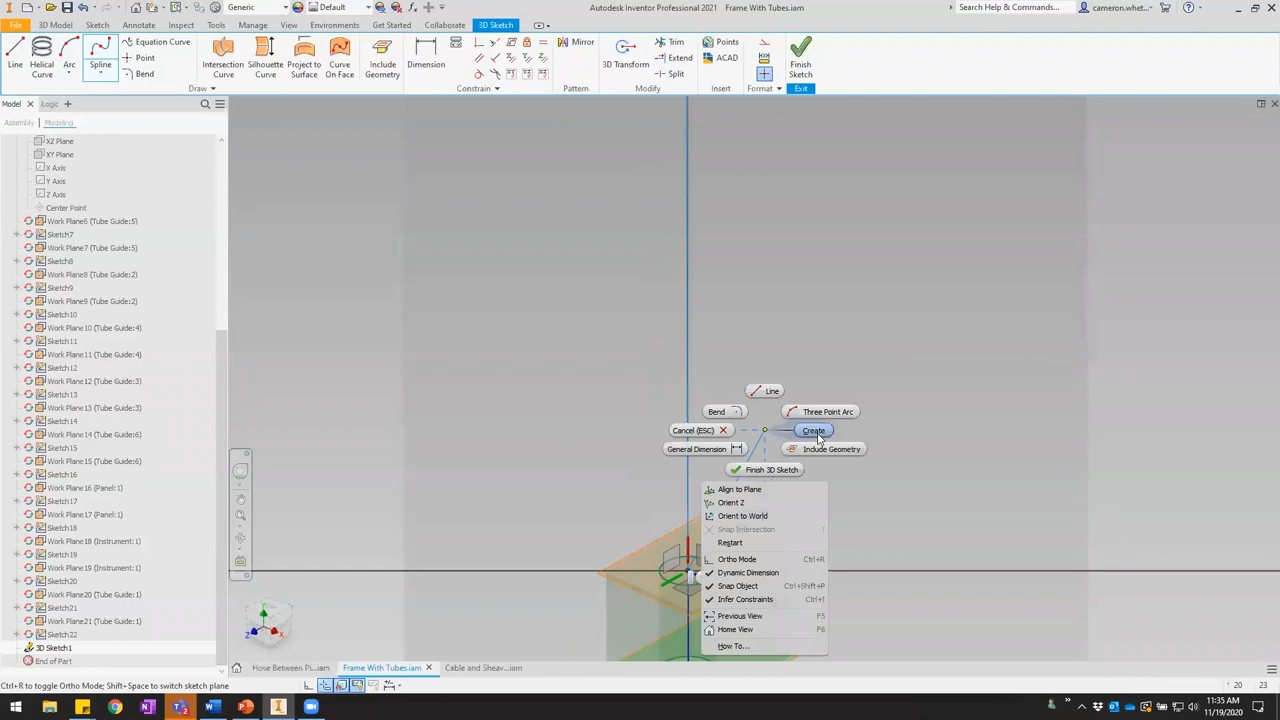 Generic
Default
Autodesk Inventor Professional 2021 Frame With Tubes.iam
Search Help & Commands...
cameron.whet...
File
3D Model
Sketch
Annotate
Inspect
Tools
Manage
View
Environments
Get Started
Collaborate
3D Sketch
Line
Helical Curve
Arc
Spline
Equation Curve
Point
Bend
Intersection Curve
Silhouette Curve
Project to Surface
Curve On Face
Include Geometry
Dimension
Mirror
3D Transform
Trim
Extend
Split
Points
ACAD
Finish Sketch
Draw
Constrain
Pattern
Modify
Insert
Format
Exit
Model
Logic
Assembly
Modeling
XZ Plane
XY Plane
X Axis
Y Axis
Z Axis
Center Point
Work Plane6 (Tube Guide:5)
Sketch7
Work Plane7 (Tube Guide:5)
Sketch8
Work Plane8 (Tube Guide:2)
Sketch9
Work Plane9 (Tube Guide:2)
Sketch10
Work Plane10 (Tube Guide:4)
Sketch11
Work Plane11 (Tube Guide:4)
Sketch12
Work Plane12 (Tube Guide:3)
Sketch13
Work Plane13 (Tube Guide:3)
Sketch14
Work Plane14 (Tube Guide:6)
Sketch15
Work Plane15 (Tube Guide:6)
Sketch16
Work Plane16 (Panel:1)
Sketch17
Work Plane17 (Panel:1)
Sketch18
Work Plane18 (Instrument: 1)
Sketch19
Work Plane19 (Instrument: 1)
Sketch20
Work Plane20 (Tube Guide:1)
Sketch21
Work Plane21 (Tube Guide:1)
Sketch22
3D Sketch1
End of Part
Line
Bend
Three Point Arc
Cancel (ESC)
Create
General Dimension
Include Geometry
Finish 3D Sketch
Align to Plane
Orient Z
Orient to World
Snap Intersection I
Restart
Ortho Mode Ctrl+R
Dynamic Dimension
Snap Object Ctrl+Shift+P
Infer Constraints Ctrl+I
Previous View F5
Home View F6
How To...
Z
X
Hose Between Pi...iam
Frame With Tubes.iam
Cable and Sheav...iam
Ctrl+R to toggle Ortho Mode; Shift+Space to switch sketch plane
20
23
11:35 AM
11/19/2020